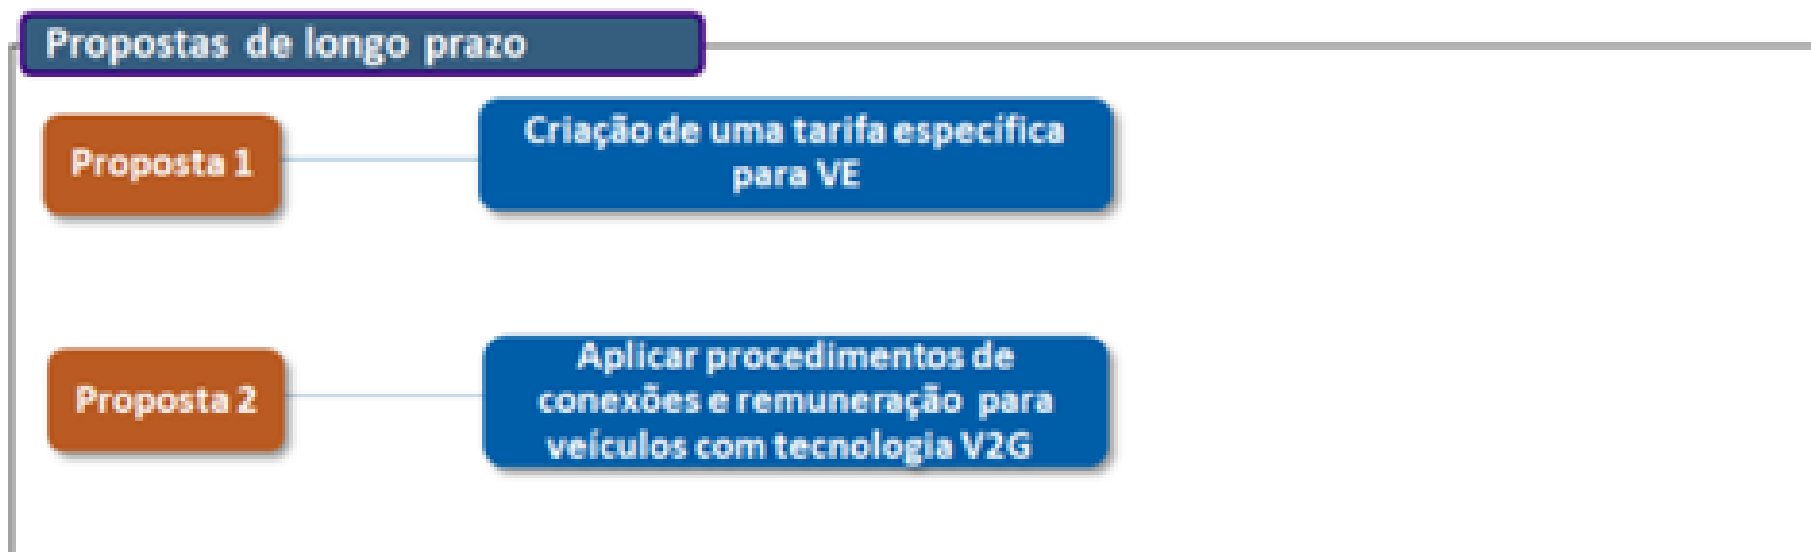 Propostas de longo prazo
Proposta 1
Criação de uma tarifa específica
para VE
Proposta 2
Aplicar procedimentos de
conexões e remuneração para
veículos com tecnologia V2G